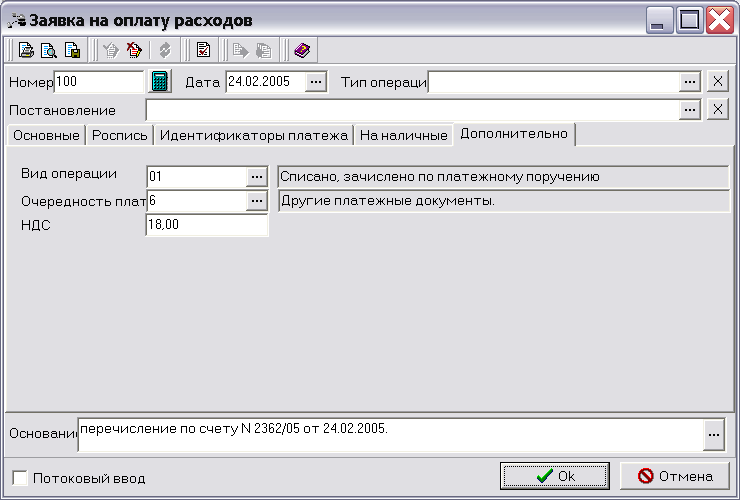 Заявка на оплату расходов
Номер 100 Дата 24.02.2005 ... Тип операци ... X
Постановление ... X
Основные Роспись Идентификаторы платежа На наличные Дополнительно
Вид операции 01 ... Списано, зачислено по платежному поручению
Очередность плат 6 ... Другие платежные документы.
НДС 18,00
Основани перечисление по счету N 2362/05 от 24.02.2005. ...
Потоковый ввод Ok Отмена